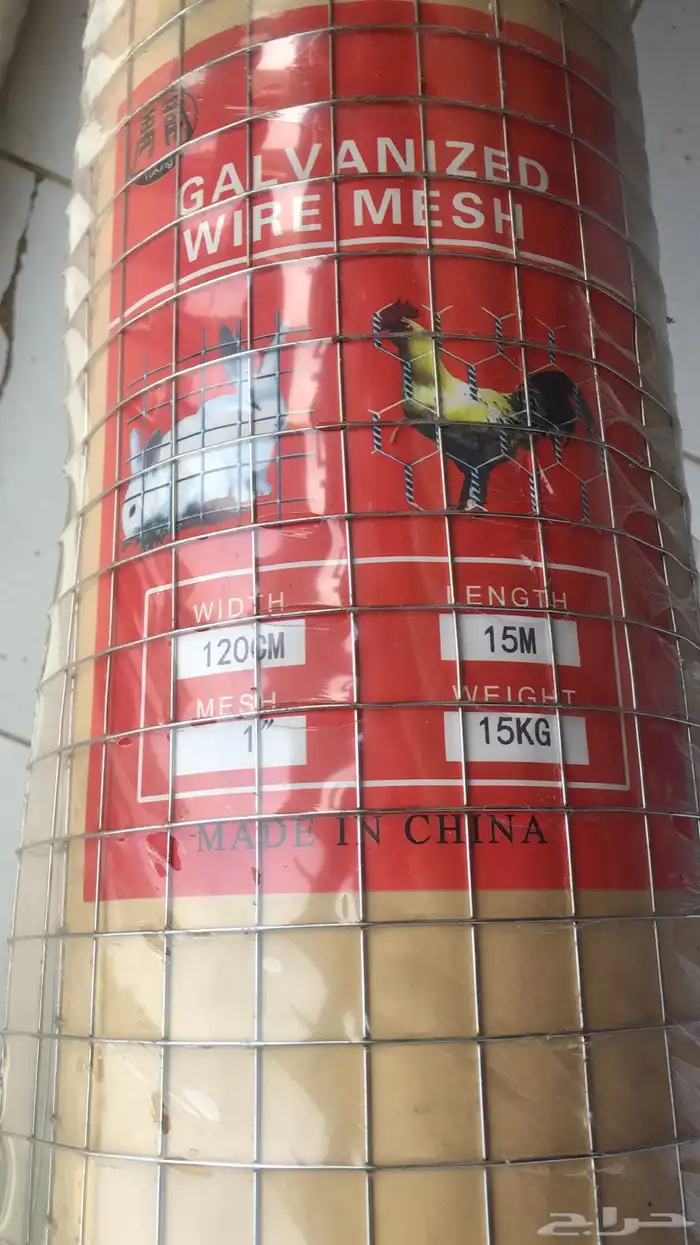 GALVANIZED
WIRE MESH
WIDTH LENGTH
120CM 15M
MESH WEIGHT
1" 15KG
MADE IN CHINA
حراج